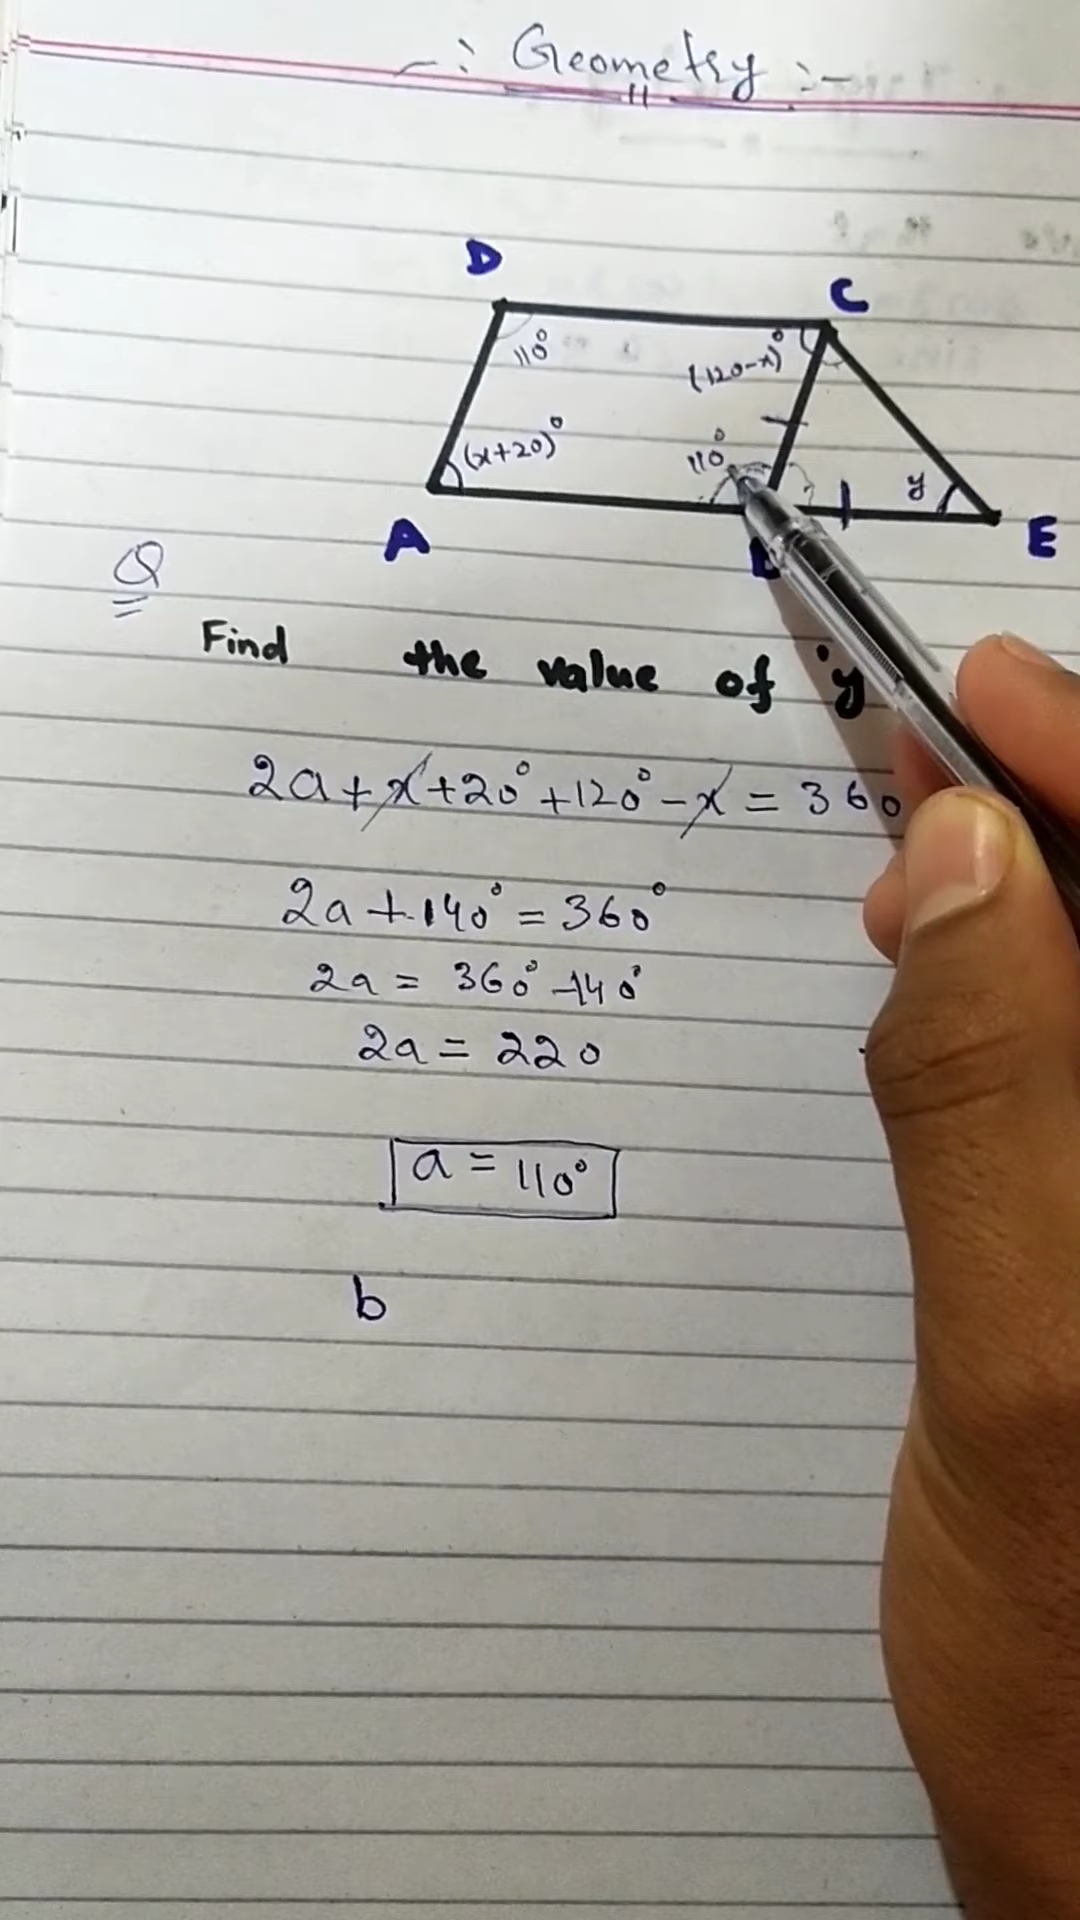 -: Geometry :-
D
C
110°
(120-x)°
(x+20)°
110°
y
A
E
Q
Find the value of 'y
2a+x+20°+120°-x=360
2a+140°=360°
2a= 360°-140°
2a= 220
a= 110°
b